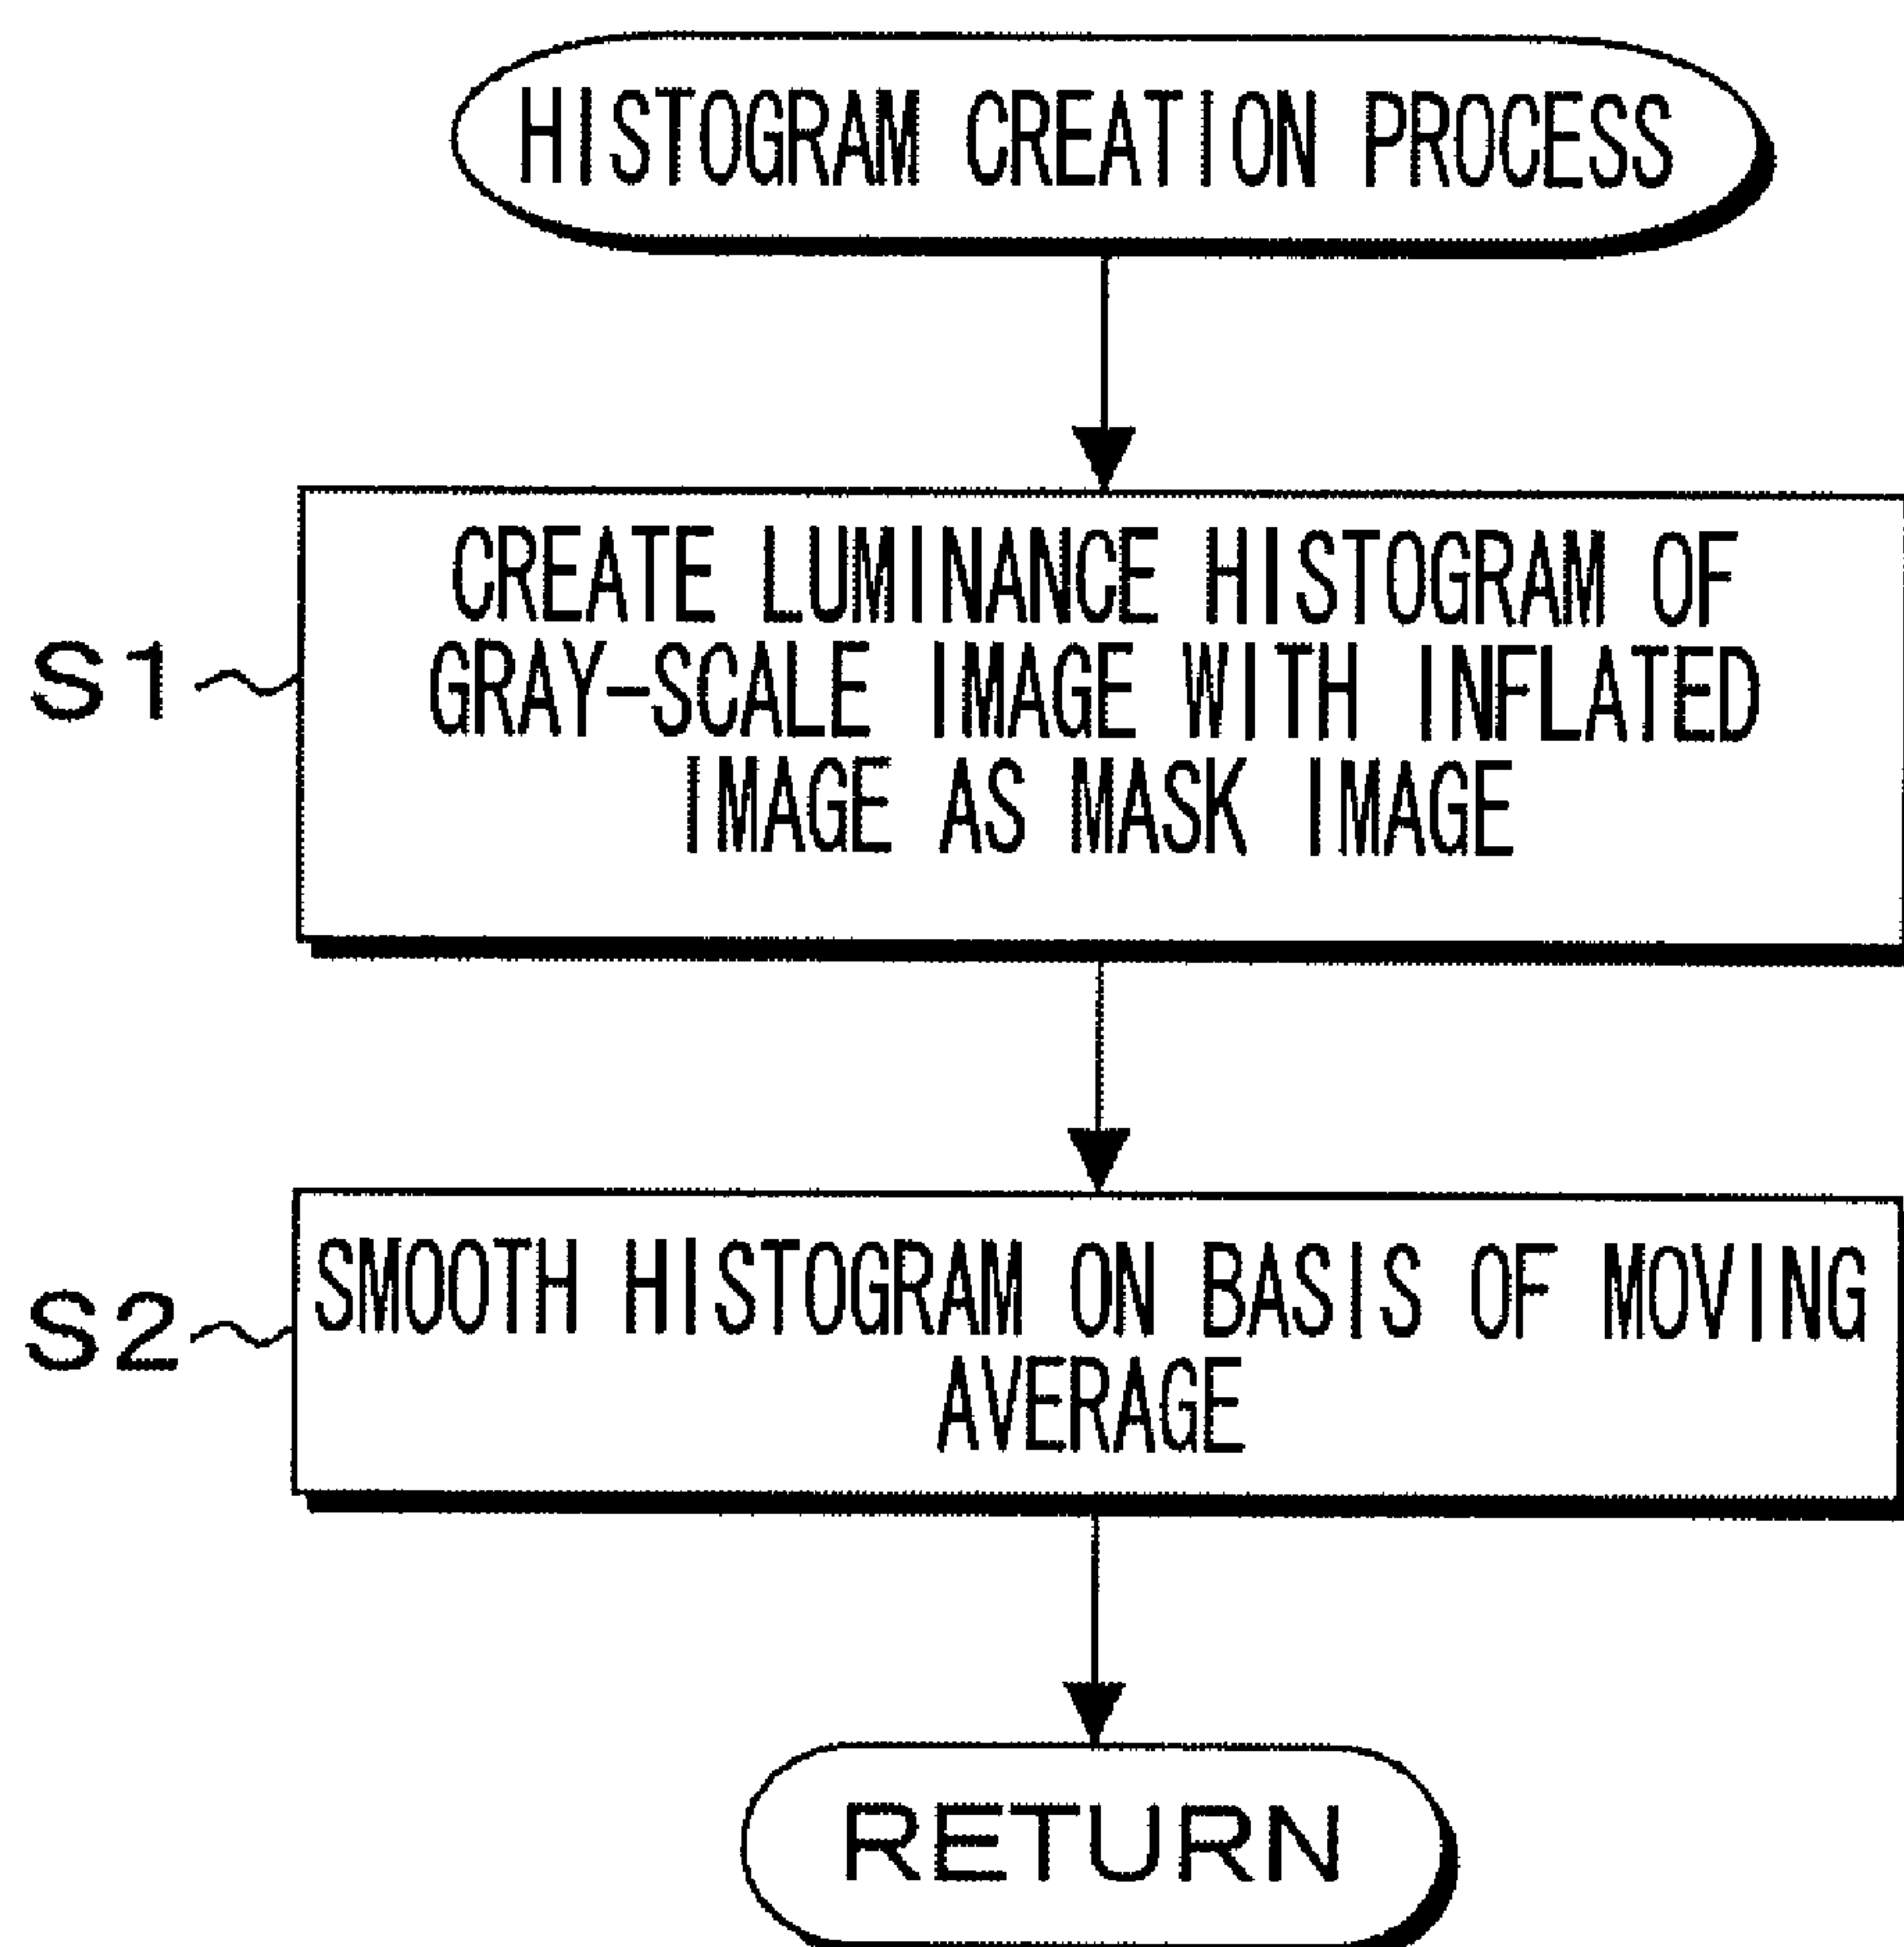 HISTOGRAM CREATION PROCESS
CREATE LUMINANCE HISTOGRAM OF
GRAY-SCALE IMAGE WITH INFLATED
IMAGE AS MASK IMAGE
S1
SMOOTH HISTOGRAM ON BASIS OF MOVING
AVERAGE
S2
RETURN